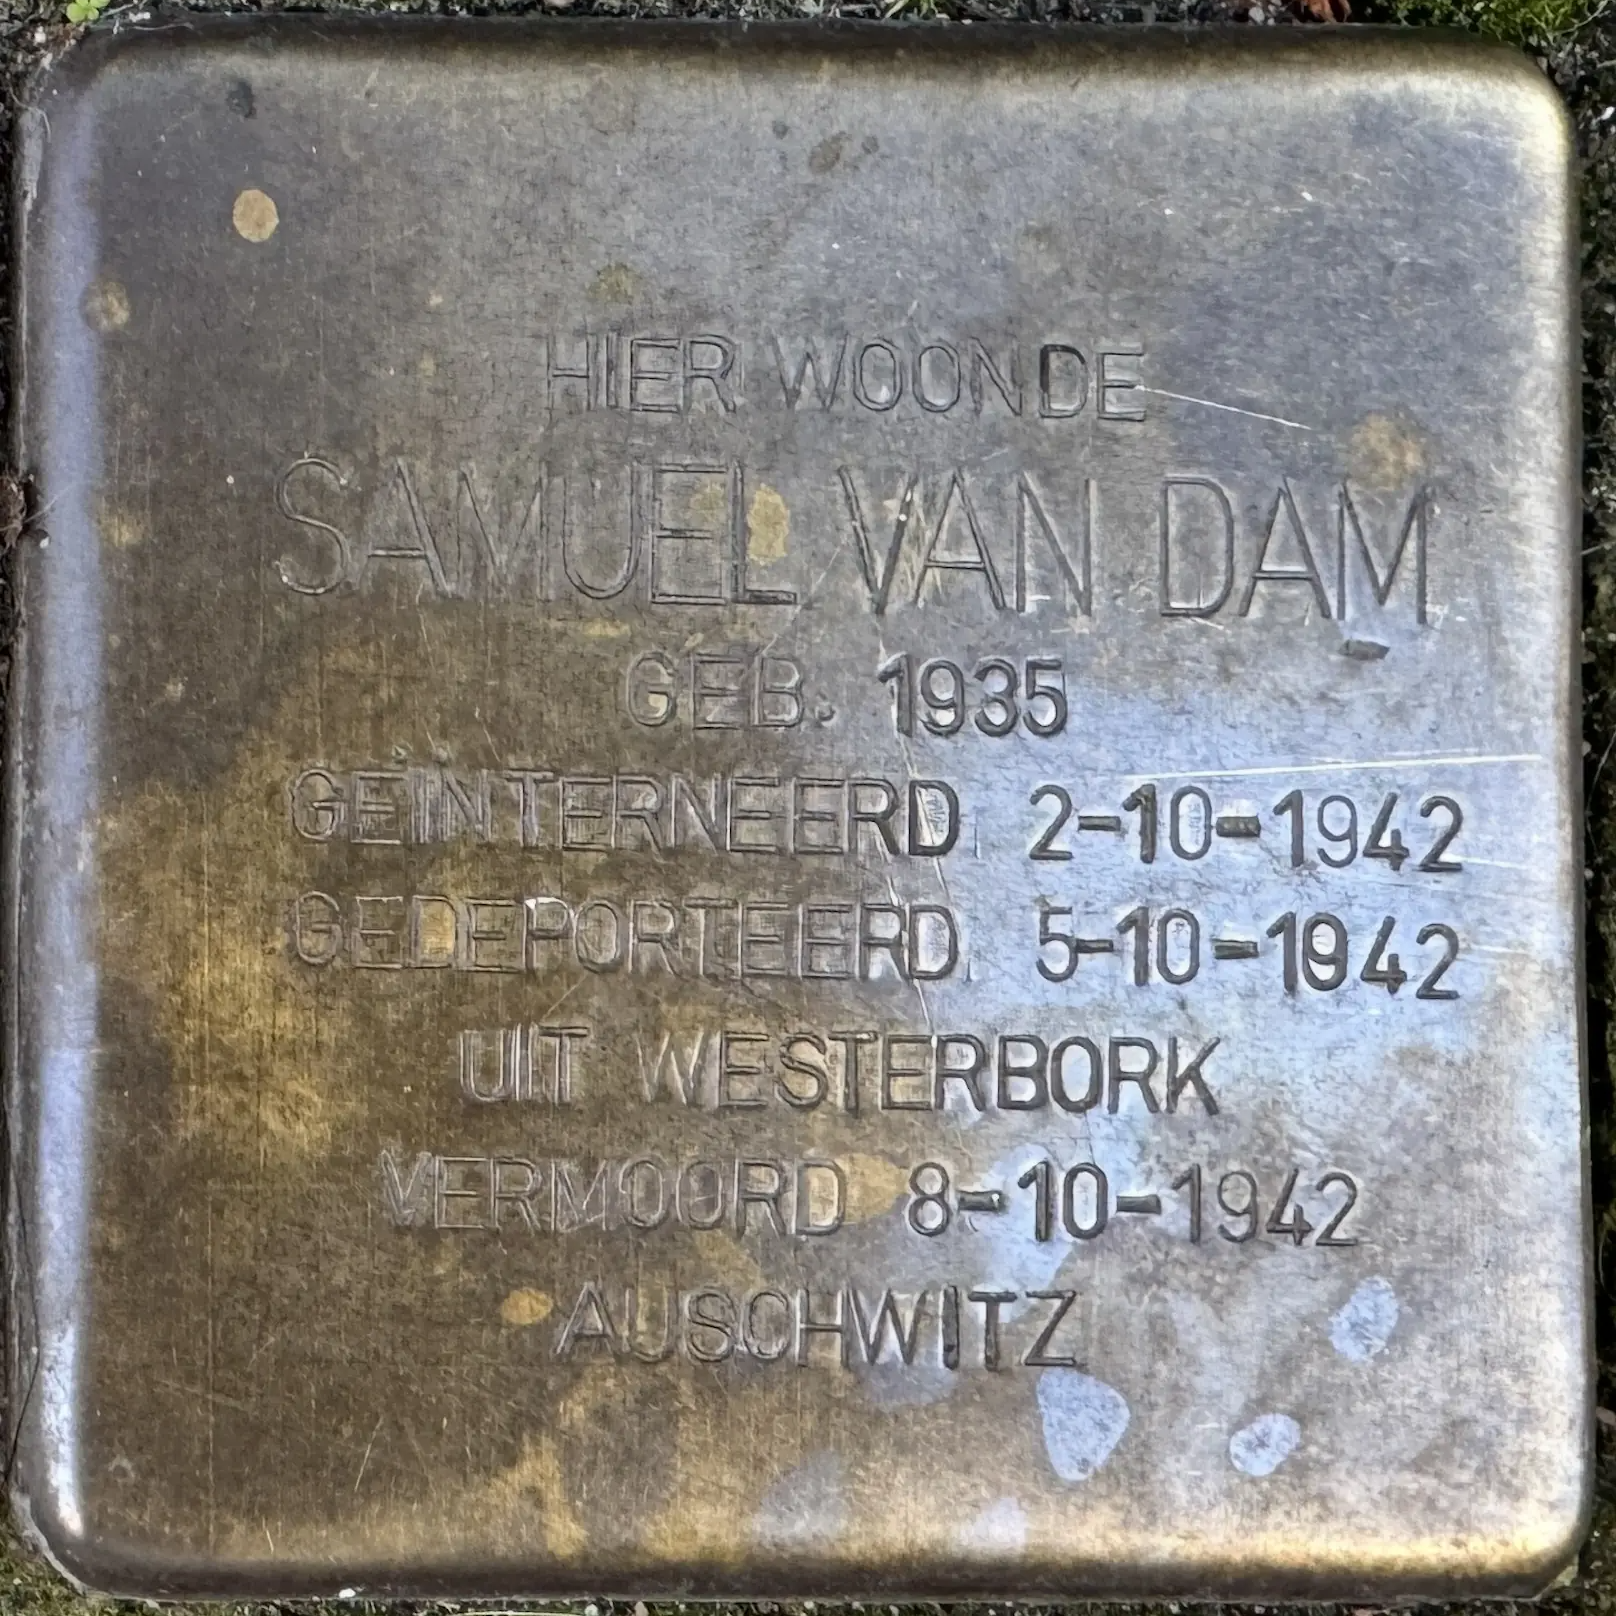 HIER WOONDE
SAMUEL VAN DAM
GEB. 1935
GEÏNTERNEERD 2-10-1942
GEDEPORTEERD 5-10-1942
UIT WESTERBORK
VERMOORD 8-10-1942
AUSCHWITZ